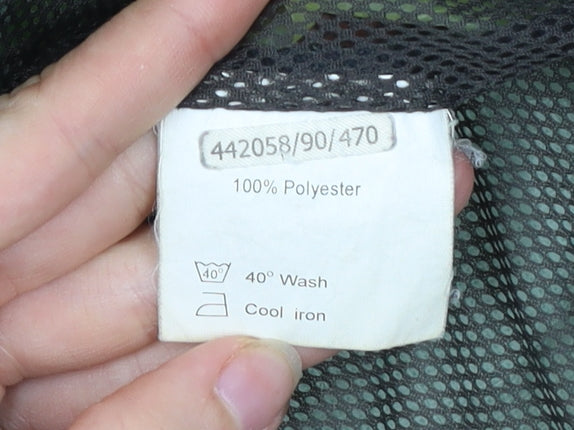 442058/90/470
100% Polyester
40° 40° Wash
Cool iron